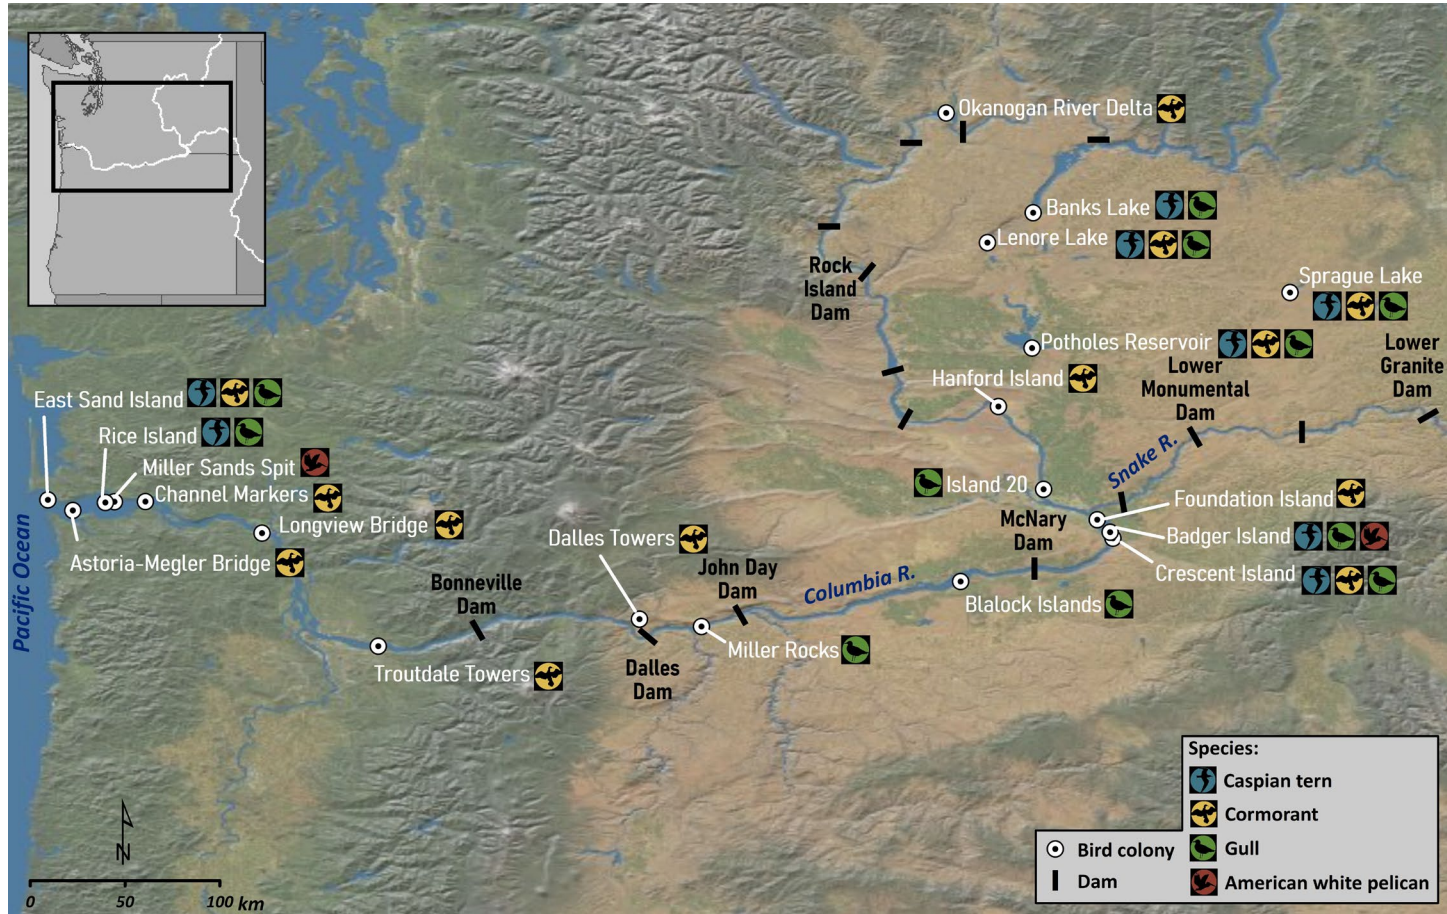 Okanogan River Delta
Banks Lake
Lenore Lake
Rock
Island
Dam
Sprague Lake
Potholes Reservoir
Lower
Granite
Dam
Hanford Island
Lower
Monumental
Dam
East Sand Island
Rice Island
Miller Sands Spit
Channel Markers
Longview Bridge
Astoria-Megler Bridge
Pacific Ocean
Snake R.
Island 20
Foundation Island
McNary
Dam
Badger Island
Crescent Island
Dalles Towers
John Day
Dam
Columbia R.
Bonneville
Dam
Blalock Islands
Miller Rocks
Troutdale Towers
Dalles
Dam
Species:
Caspian tern
Cormorant
Gull
American white pelican
Bird colony
Dam
N
0 50 100 km